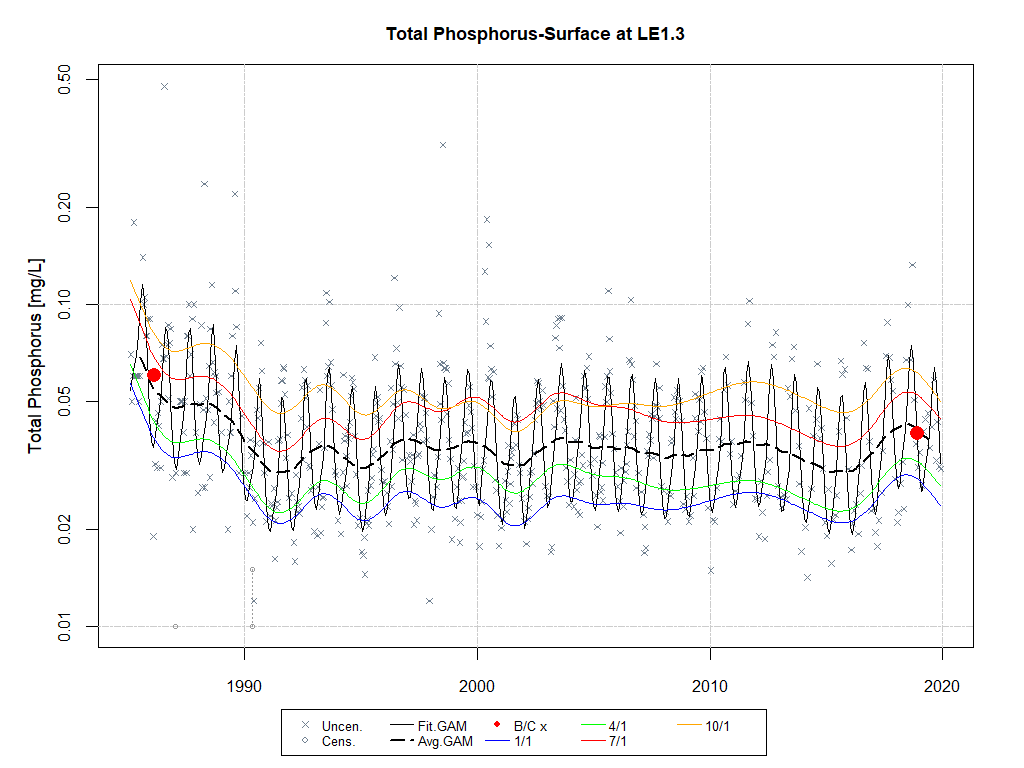 Total Phosphorus-Surface at LE1.3
Total Phosphorus [mg/L]
0.50
0.20
0.10
0.05
0.02
0.01
1990 2000 2010 2020
Uncen. Fit.GAM B/C x 4/1 10/1
Cens. Avg.GAM 1/1 7/1